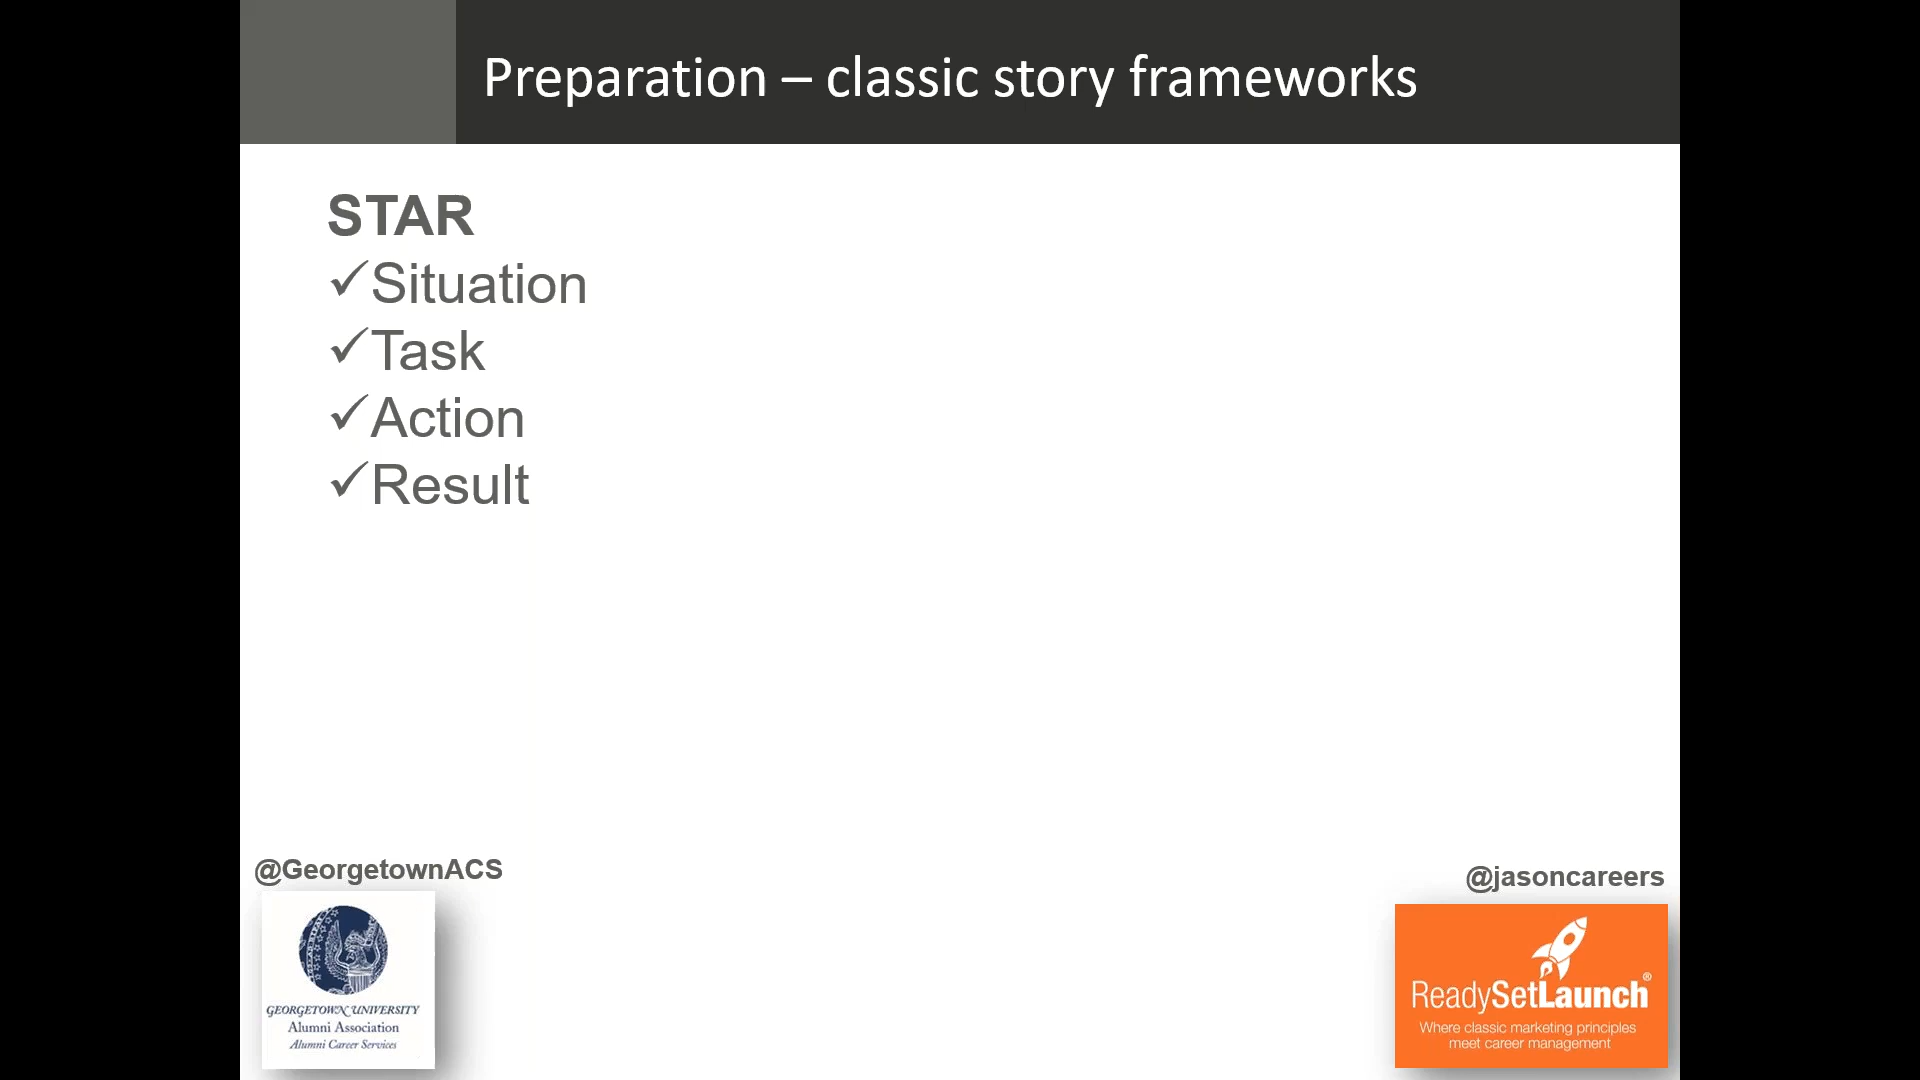 Preparation – classic story frameworks
STAR
✓Situation
✓Task
✓Action
✓Result
@GeorgetownACS
GEORGETOWN UNIVERSITY
Alumni Association
Alumni Career Services
@jasoncareers
ReadySetLaunch®
Where classic marketing principles
meet career management